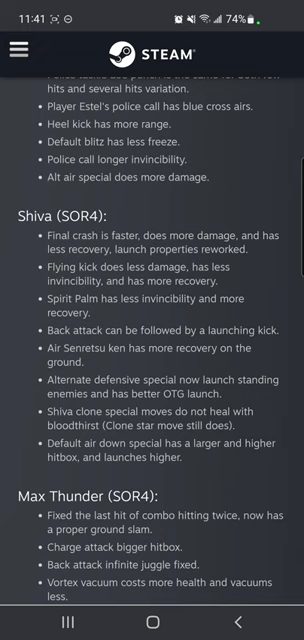 11:41 74%
STEAM®
hits and several hits variation.
• Player Estel's police call has blue cross airs.
• Heel kick has more range.
• Default blitz has less freeze.
• Police call longer invincibility.
• Alt air special does more damage.
Shiva (SOR4):
• Final crash is faster, does more damage, and has
less recovery, launch properties reworked.
• Flying kick does less damage, has less
invincibility, and has more recovery.
• Spirit Palm has less invincibility and more
recovery.
• Back attack can be followed by a launching kick.
• Air Senretsu ken has more recovery on the
ground.
• Alternate defensive special now launch standing
enemies and has better OTG launch.
• Shiva clone special moves do not heal with
bloodthirst (Clone star move still does).
• Default air down special has a larger and higher
hitbox, and launches higher.
Max Thunder (SOR4):
• Fixed the last hit of combo hitting twice, now has
a proper ground slam.
• Charge attack bigger hitbox.
• Back attack infinite juggle fixed.
• Vortex vacuum costs more health and vacuums
less.